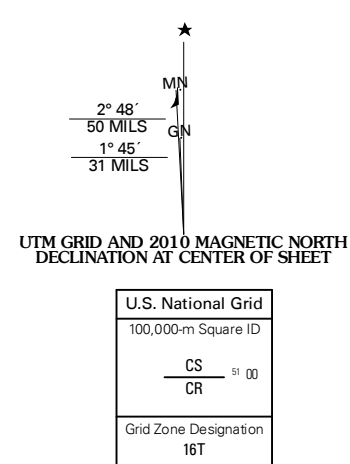 MN
2° 48´
50 MILS
GN
1° 45´
31 MILS
UTM GRID AND 2010 MAGNETIC NORTH
DECLINATION AT CENTER OF SHEET
U.S. National Grid
100,000-m Square ID
CS
51 00
CR
Grid Zone Designation
16T